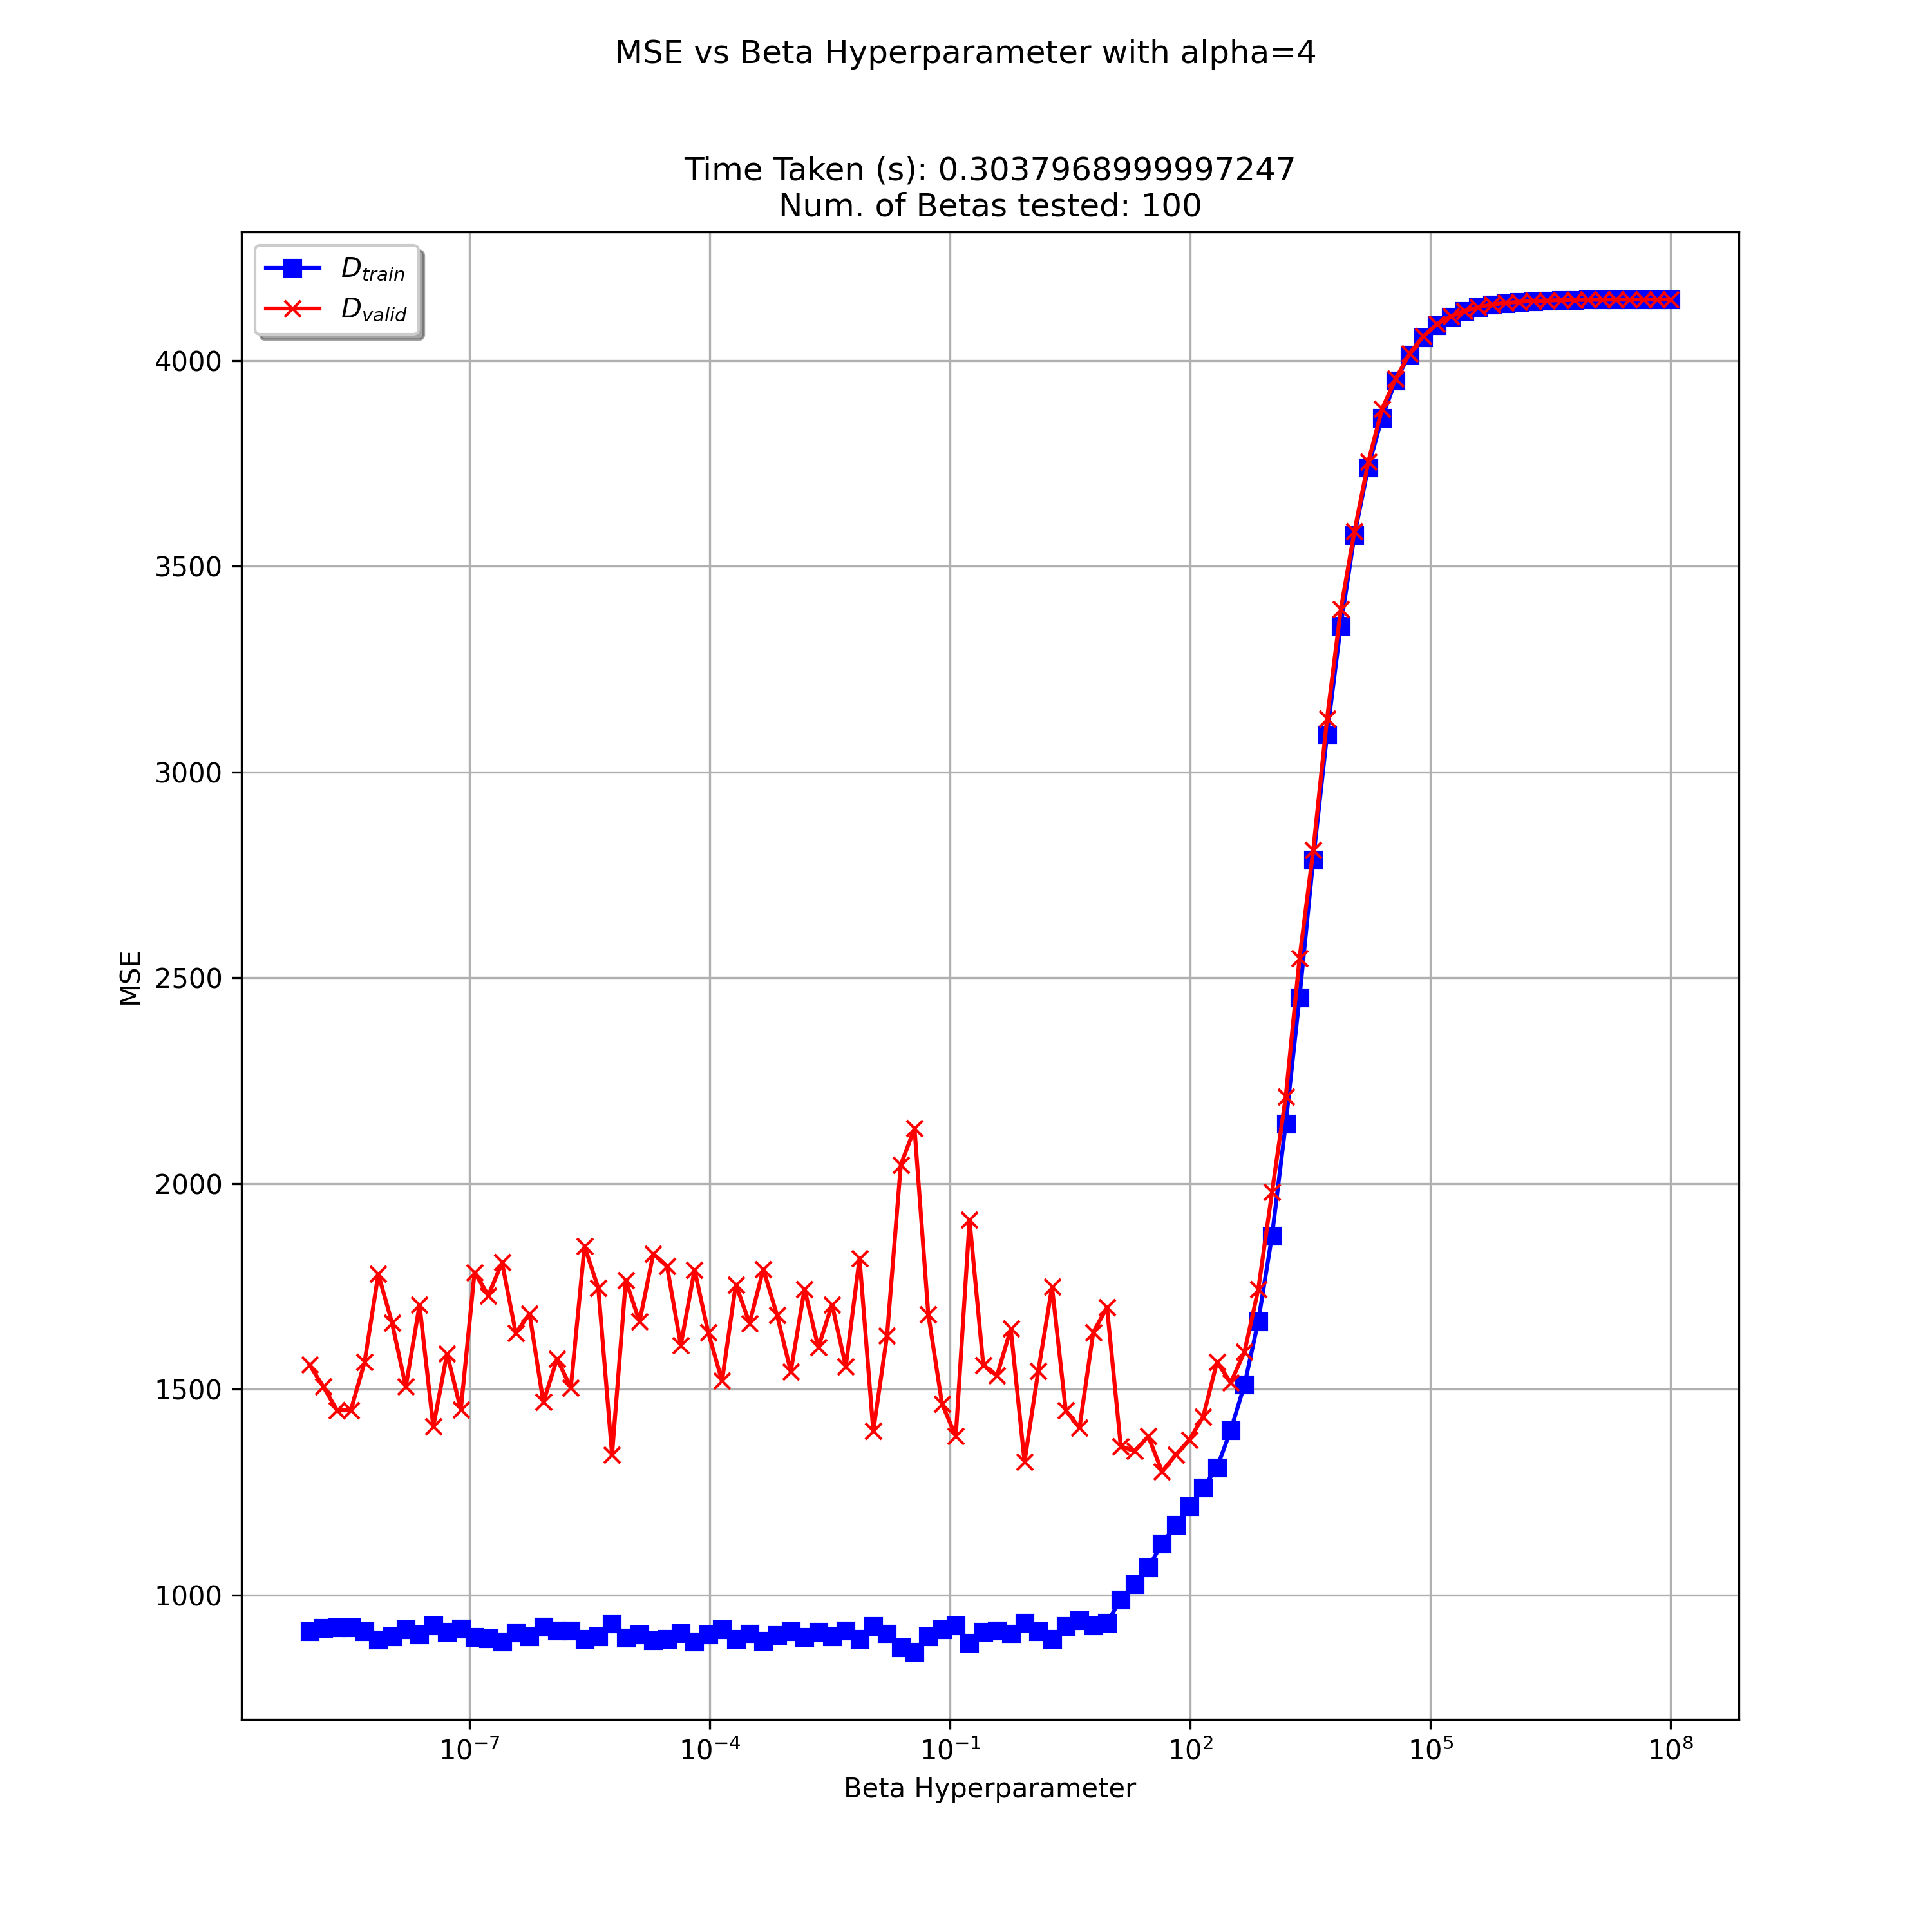 MSE vs Beta Hyperparameter with alpha=4
Time Taken (s): 0.3037968999997247
Num. of Betas tested: 100
D_train
D_valid
4000
3500
3000
2500
2000
1500
1000
MSE
10^-7 10^-4 10^-1 10^2 10^5 10^8
Beta Hyperparameter